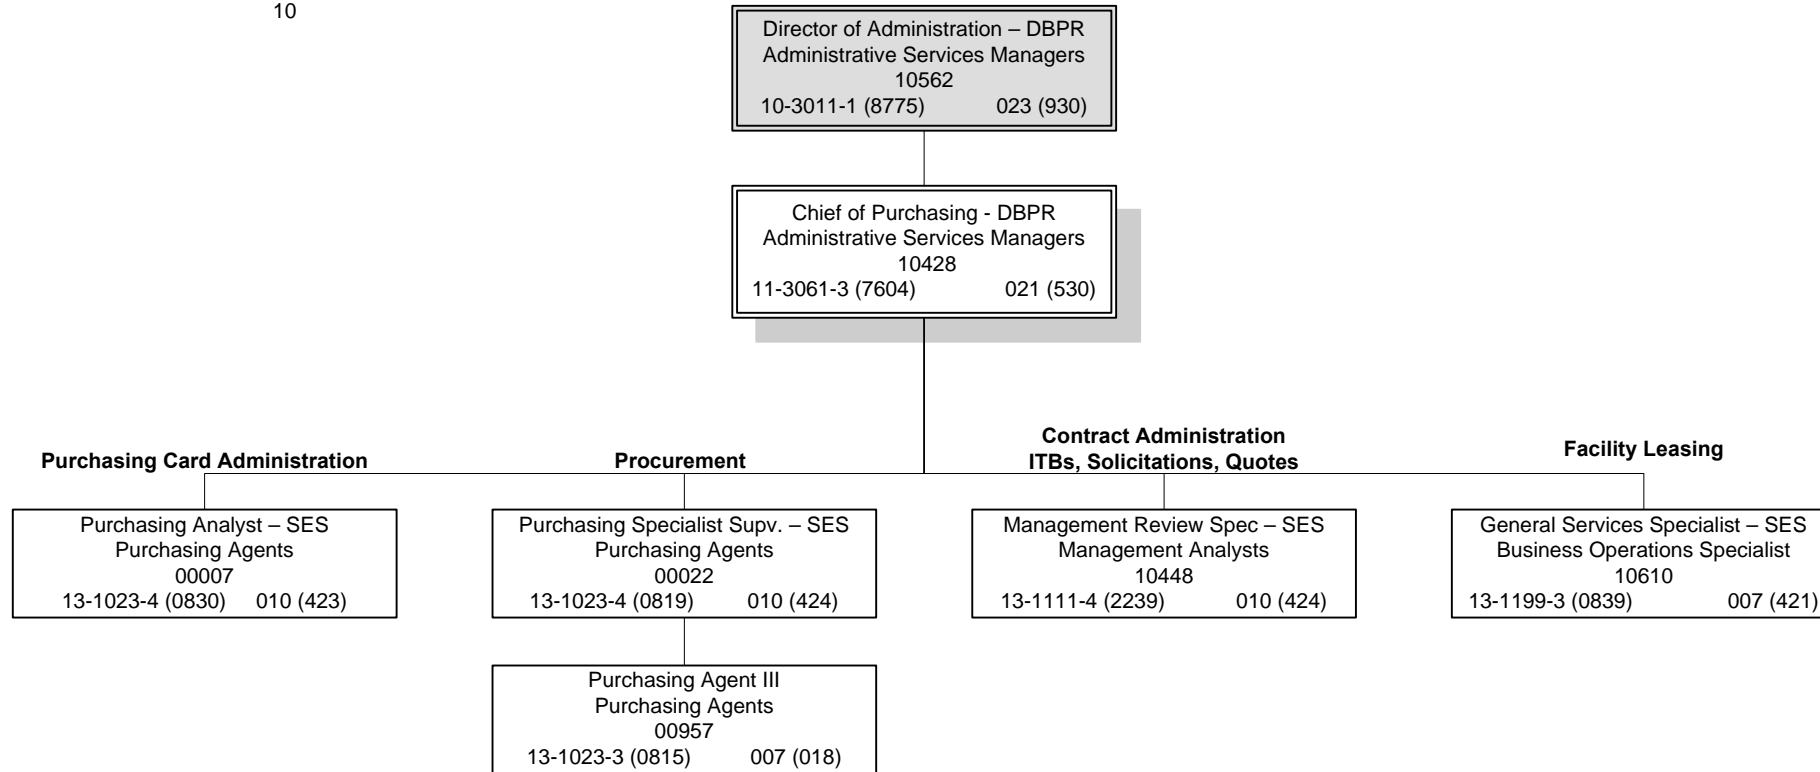 10
Director of Administration – DBPR
Administrative Services Managers
10562
10-3011-1 (8775) 023 (930)
Chief of Purchasing - DBPR
Administrative Services Managers
10428
11-3061-3 (7604) 021 (530)
Purchasing Card Administration
Procurement
Contract Administration
ITBs, Solicitations, Quotes
Facility Leasing
Purchasing Analyst – SES
Purchasing Agents
00007
13-1023-4 (0830) 010 (423)
Purchasing Specialist Supv. – SES
Purchasing Agents
00022
13-1023-4 (0819) 010 (424)
Management Review Spec – SES
Management Analysts
10448
13-1111-4 (2239) 010 (424)
General Services Specialist – SES
Business Operations Specialist
10610
13-1199-3 (0839) 007 (421)
Purchasing Agent III
Purchasing Agents
00957
13-1023-3 (0815) 007 (018)